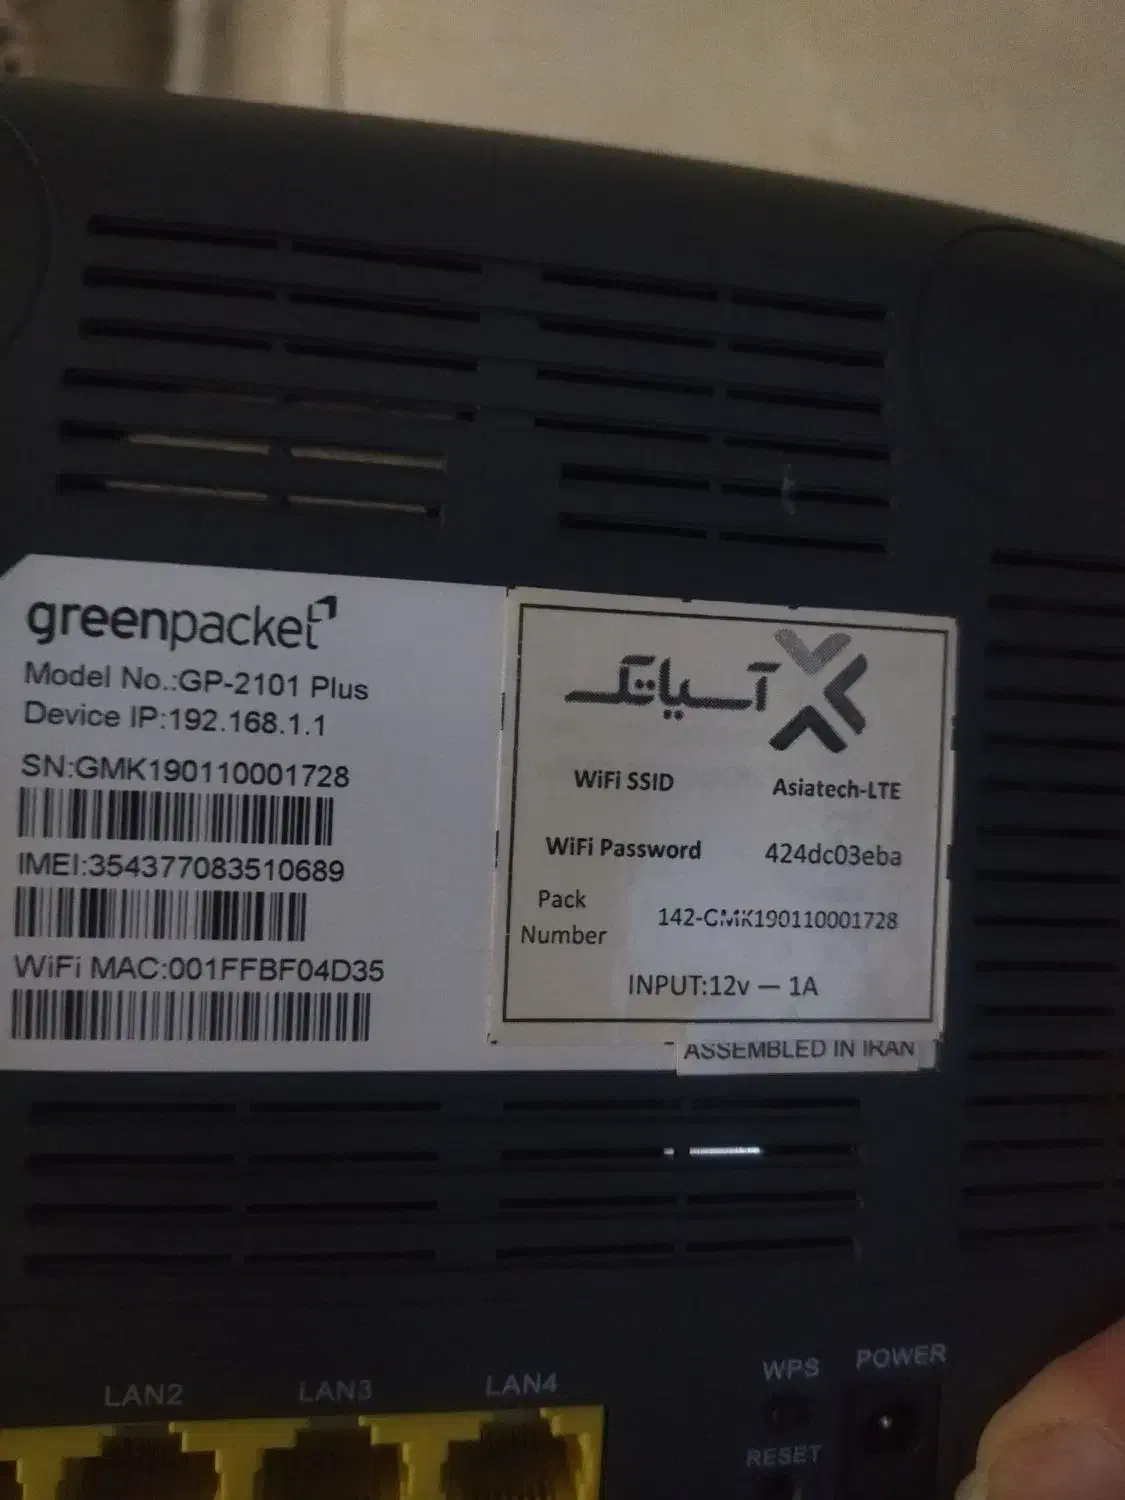 greenpacket
Model No.:GP-2101 Plus
Device IP:192.168.1.1
SN:GMK190110001728
IMEI:354377083510689
WiFi MAC:001FFBF04D35
آسیاتک
WiFi SSID Asiatech-LTE
WiFi Password 424dc03eba
Pack Number 142-GMK190110001728
INPUT:12v — 1A
ASSEMBLED IN IRAN
LAN2 LAN3 LAN4 WPS POWER
RESET